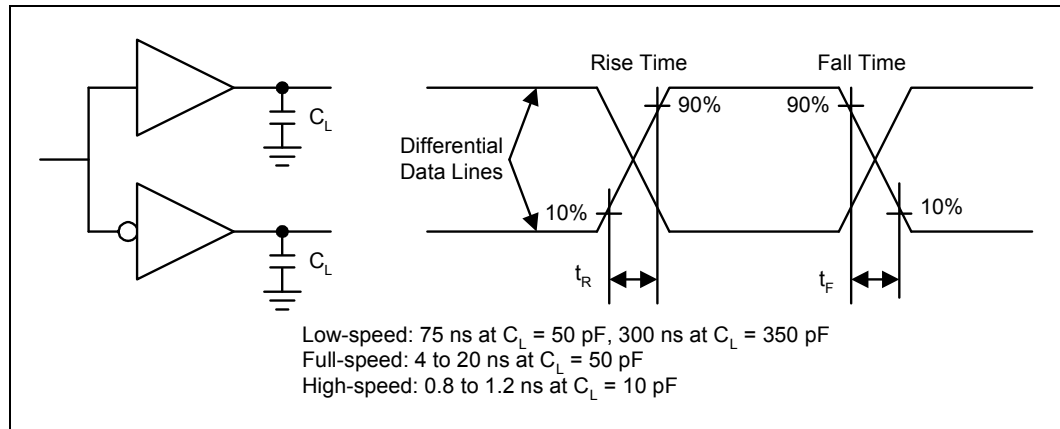 Rise Time
Fall Time
C_L
90%
90%
Differential
Data Lines
10%
10%
C_L
t_R
t_F
Low-speed: 75 ns at C_L = 50 pF, 300 ns at C_L = 350 pF
Full-speed: 4 to 20 ns at C_L = 50 pF
High-speed: 0.8 to 1.2 ns at C_L = 10 pF